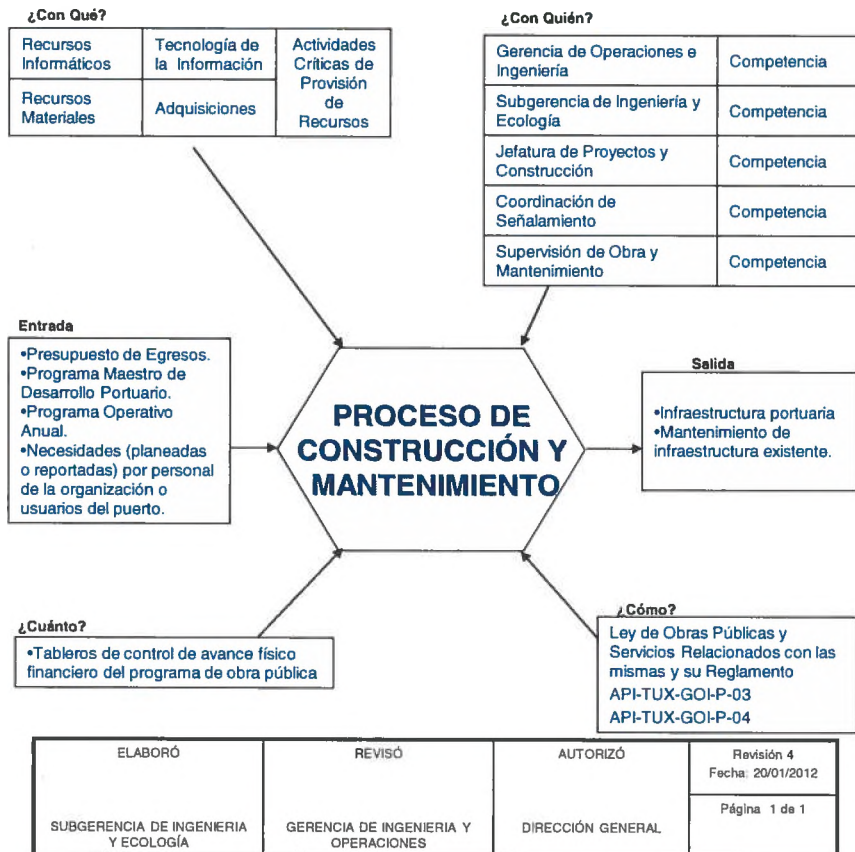 ¿Con Qué?
Recursos
Informáticos
Tecnología de
la Información
Actividades
Críticas de
Provisión
de
Recursos
Recursos
Materiales
Adquisiciones
¿Con Quién?
Gerencia de Operaciones e
Ingeniería
Competencia
Subgerencia de Ingeniería y
Ecología
Competencia
Jefatura de Proyectos y
Construcción
Competencia
Coordinación de
Señalamiento
Competencia
Supervisión de Obra y
Mantenimiento
Competencia
Entrada
•Presupuesto de Egresos.
•Programa Maestro de
Desarrollo Portuario.
•Programa Operativo
Anual.
•Necesidades (planeadas
o reportadas) por personal
de la organización o
usuarios del puerto.
PROCESO DE
CONSTRUCCIÓN Y
MANTENIMIENTO
Salida
•Infraestructura portuaria
•Mantenimiento de
infraestructura existente.
¿Cuánto?
•Tableros de control de avance físico
financiero del programa de obra pública
¿Cómo?
Ley de Obras Públicas y
Servicios Relacionados con las
mismas y su Reglamento
API-TUX-GOI-P-03
API-TUX-GOI-P-04
ELABORÓ
SUBGERENCIA DE INGENIERIA
Y ECOLOGÍA
REVISÓ
GERENCIA DE INGENIERIA Y
OPERACIONES
AUTORIZÓ
DIRECCIÓN GENERAL
Revisión 4
Fecha: 20/01/2012
Página 1 de 1